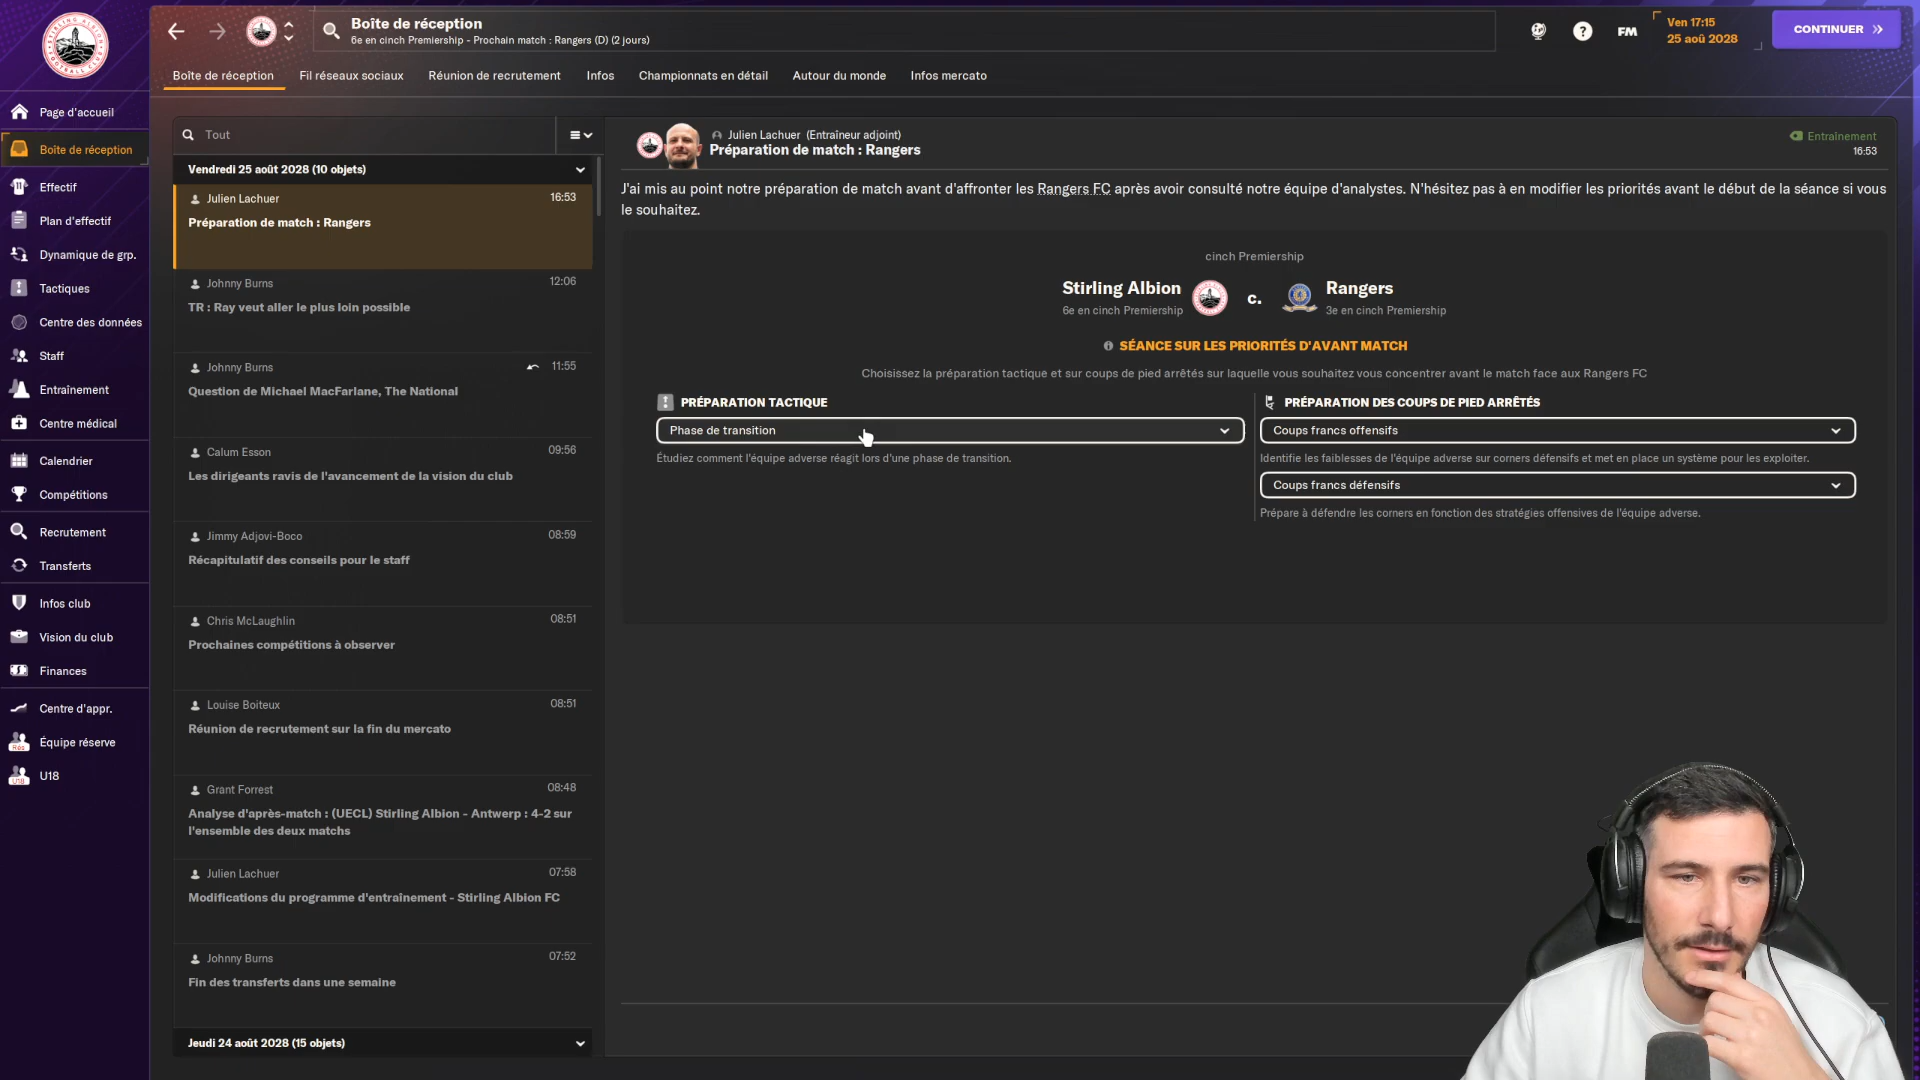 Boîte de réception
6e en cinch Premiership - Prochain match : Rangers (D) (2 jours)
FM
Ven 17:15
25 aoû 2028
CONTINUER
Boîte de réception
Fil réseaux sociaux
Réunion de recrutement
Infos
Championnats en détail
Autour du monde
Infos mercato
Page d'accueil
Boîte de réception
Effectif
Plan d'effectif
Dynamique de grp.
Tactiques
Centre des données
Staff
Entraînement
Centre médical
Calendrier
Compétitions
Recrutement
Transferts
Infos club
Vision du club
Finances
Centre d'appr.
Équipe réserve
U18
Tout
Vendredi 25 août 2028 (10 objets)
Julien Lachuer 16:53
Préparation de match : Rangers
Johnny Burns 12:06
TR : Ray veut aller le plus loin possible
Johnny Burns 11:55
Question de Michael MacFarlane, The National
Calum Esson 09:56
Les dirigeants ravis de l'avancement de la vision du club
Jimmy Adjovi-Boco 08:59
Récapitulatif des conseils pour le staff
Chris McLaughlin 08:51
Prochaines compétitions à observer
Louise Boiteux 08:51
Réunion de recrutement sur la fin du mercato
Grant Forrest 08:48
Analyse d'après-match : (UECL) Stirling Albion - Antwerp : 4-2 sur
l'ensemble des deux matchs
Julien Lachuer 07:58
Modifications du programme d'entraînement - Stirling Albion FC
Johnny Burns 07:52
Fin des transferts dans une semaine
Jeudi 24 août 2028 (15 objets)
Julien Lachuer (Entraîneur adjoint)
Préparation de match : Rangers
Entraînement
16:53
J'ai mis au point notre préparation de match avant d'affronter les Rangers FC après avoir consulté notre équipe d'analystes. N'hésitez pas à en modifier les priorités avant le début de la séance si vous
le souhaitez.
cinch Premiership
Stirling Albion c. Rangers
6e en cinch Premiership 3e en cinch Premiership
SÉANCE SUR LES PRIORITÉS D'AVANT MATCH
Choisissez la préparation tactique et sur coups de pied arrêtés sur laquelle vous souhaitez vous concentrer avant le match face aux Rangers FC
PRÉPARATION TACTIQUE
Phase de transition
Étudiez comment l'équipe adverse réagit lors d'une phase de transition.
PRÉPARATION DES COUPS DE PIED ARRÊTÉS
Coups francs offensifs
Identifie les faiblesses de l'équipe adverse sur corners défensifs et met en place un système pour les exploiter.
Coups francs défensifs
Prépare à défendre les corners en fonction des stratégies offensives de l'équipe adverse.